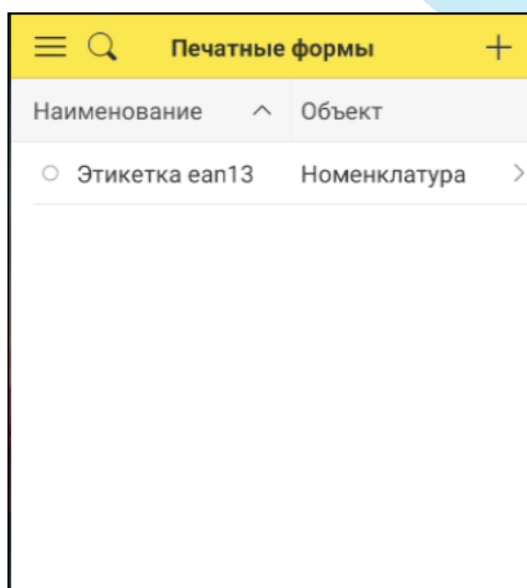 Печатные формы
Наименование Объект
Этикетка ean13 Номенклатура